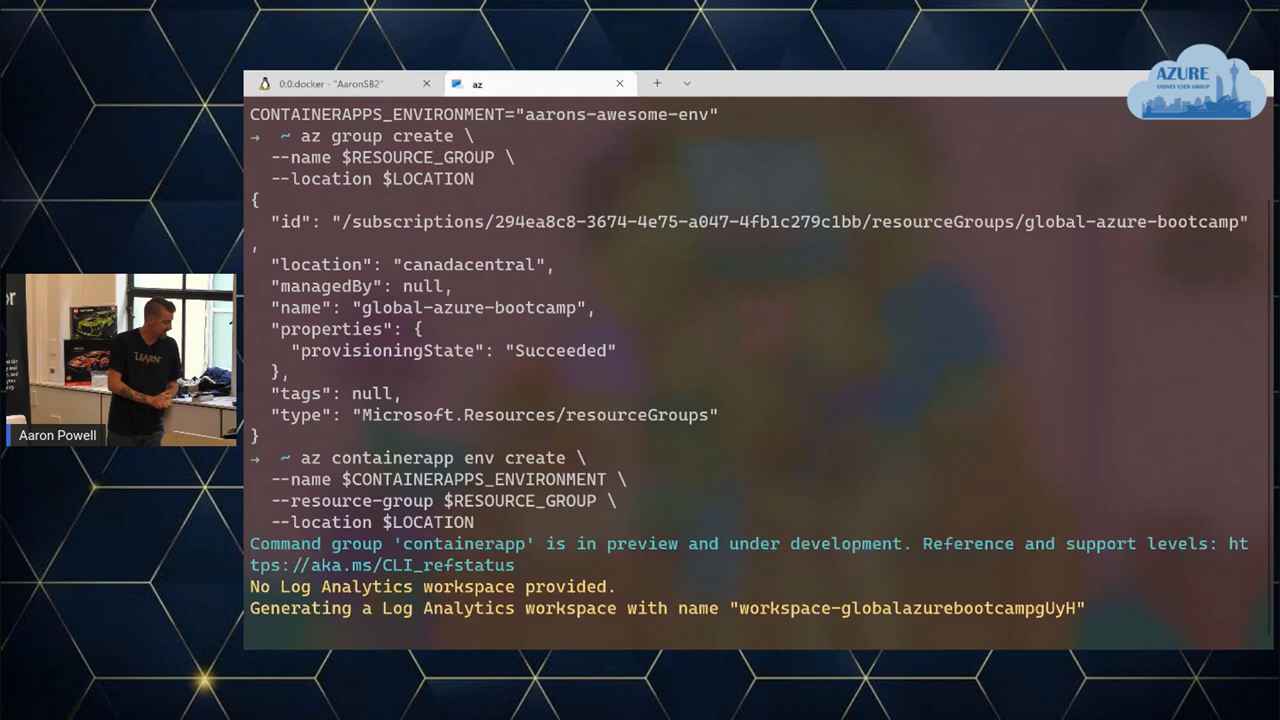 0:0:docker - "AaronSB2"
az
AZURE
SYDNEY USER GROUP
CONTAINERAPPS_ENVIRONMENT="aarons-awesome-env"
→ ~ az group create \
--name $RESOURCE_GROUP \
--location $LOCATION
{
"id": "/subscriptions/294ea8c8-3674-4e75-a047-4fb1c279c1bb/resourceGroups/global-azure-bootcamp"
,
"location": "canadacentral",
"managedBy": null,
"name": "global-azure-bootcamp",
"properties": {
"provisioningState": "Succeeded"
},
"tags": null,
"type": "Microsoft.Resources/resourceGroups"
}
→ ~ az containerapp env create \
--name $CONTAINERAPPS_ENVIRONMENT \
--resource-group $RESOURCE_GROUP \
--location $LOCATION
Command group 'containerapp' is in preview and under development. Reference and support levels: ht
tps://aka.ms/CLI_refstatus
No Log Analytics workspace provided.
Generating a Log Analytics workspace with name "workspace-globalazurebootcampgUyH"
LEARN
Aaron Powell